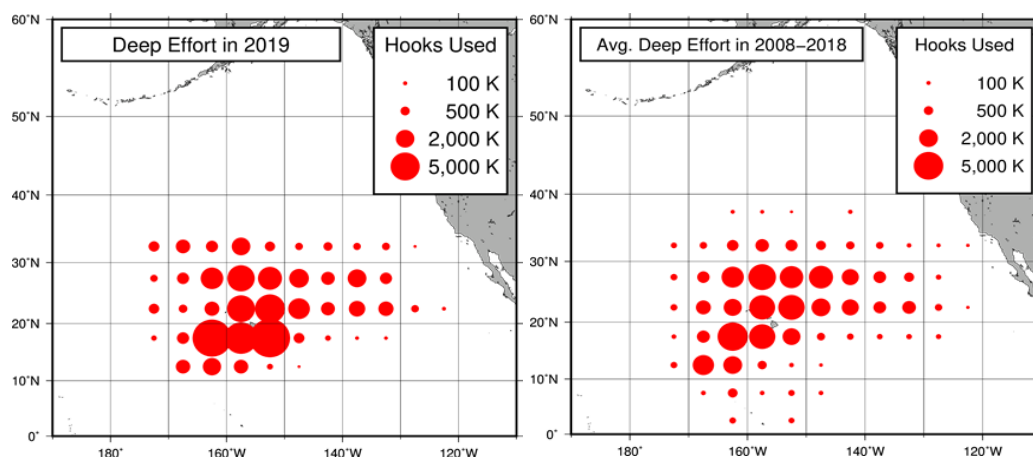 Deep Effort in 2019
Hooks Used
100 K
500 K
2,000 K
5,000 K
60˚N
50˚N
40˚N
30˚N
20˚N
10˚N
0˚
180˚
160˚W
140˚W
120˚W
Avg. Deep Effort in 2008–2018
Hooks Used
100 K
500 K
2,000 K
5,000 K
60˚N
50˚N
40˚N
30˚N
20˚N
10˚N
0˚
180˚
160˚W
140˚W
120˚W